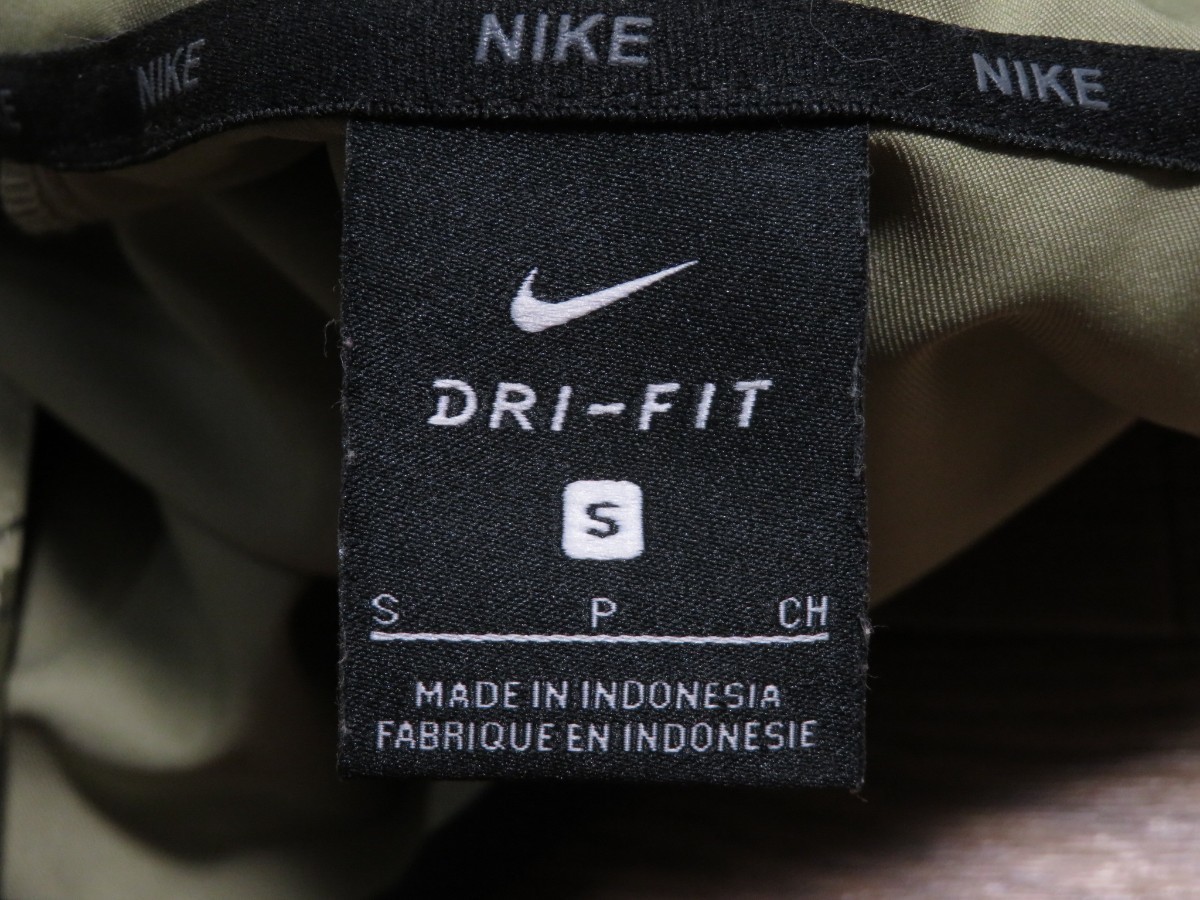 NIKE NIKE NIKE
DRI-FIT
S
S P CH
MADE IN INDONESIA
FABRIQUE EN INDONESIE